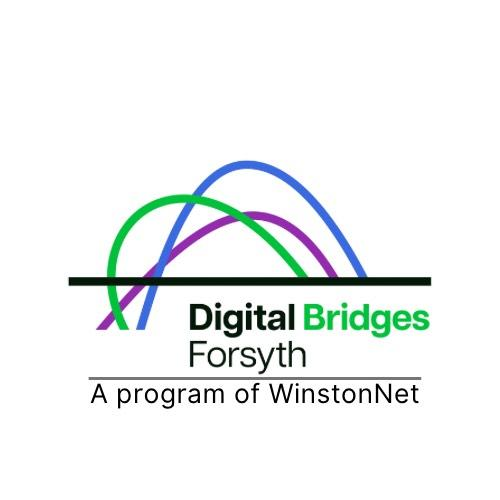 Digital Bridges
Forsyth
A program of WinstonNet